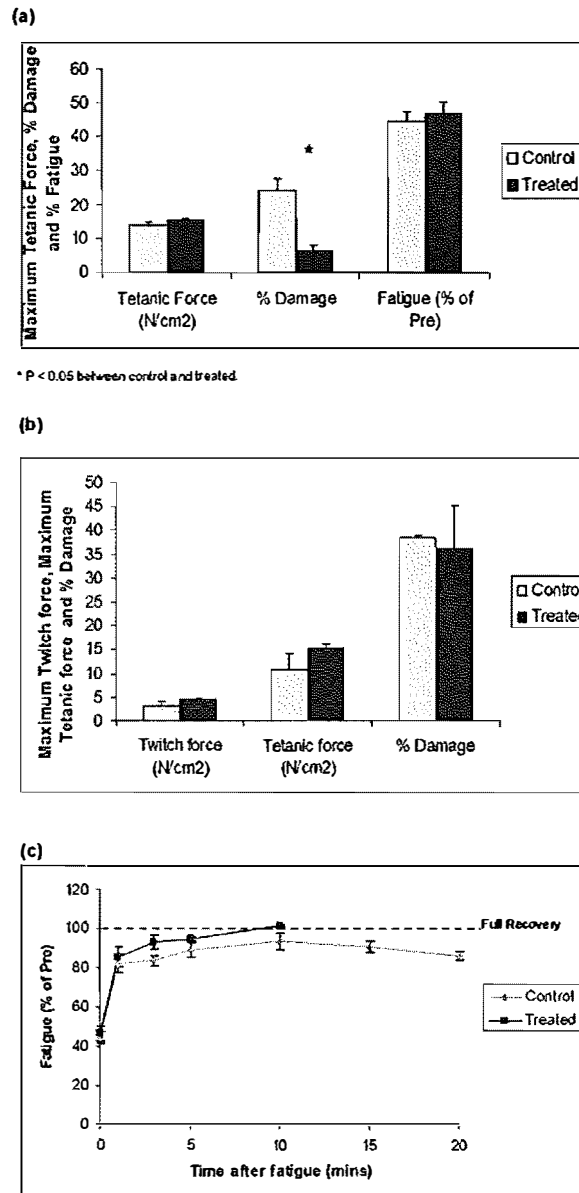 (a)
Maximum Tetanic Force, % Damage
and % Fatigue
60
50
40
30
20
10
0
*
Tetanic Force
(N/cm2)
% Damage
Fatigue (% of
Pre)
Control
Treated
* P < 0.05 between control and treated.
(b)
Maximum Twitch force, Maximum
Tetanic force and % Damage
50
45
40
35
30
25
20
15
10
5
0
Twitch force
(N/cm2)
Tetanic force
(N/cm2)
% Damage
Control
Treated
(c)
Fatigue (% of Pro)
120
100
80
60
40
20
0
Full Recovery
0
5
10
15
20
Time after fatigue (mins)
Control
Treated